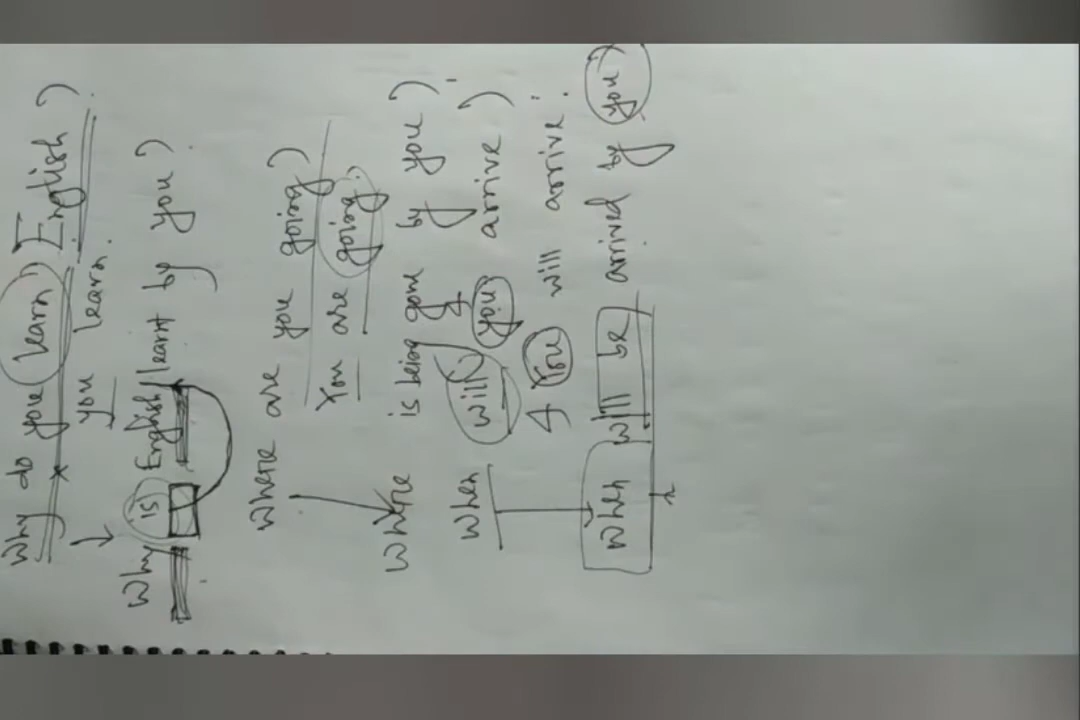 Why do you learn English?
you learn.
Why is English learnt by you?
Where are you going?
You are going.
Where is being gone by you?
When will you arrive?
You will arrive.
When will be arrived by you?